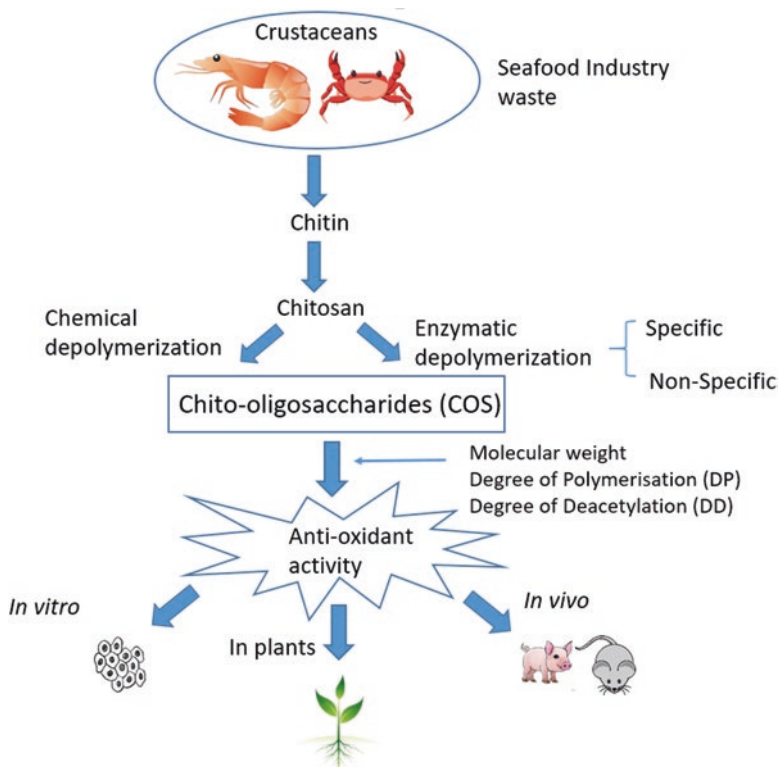 Crustaceans
Seafood Industry
waste
Chitin
Chitosan
Chemical
depolymerization
Enzymatic
depolymerization
Specific
Non-Specific
Chito-oligosaccharides (COS)
Molecular weight
Degree of Polymerisation (DP)
Degree of Deacetylation (DD)
Anti-oxidant
activity
In vitro
In plants
In vivo